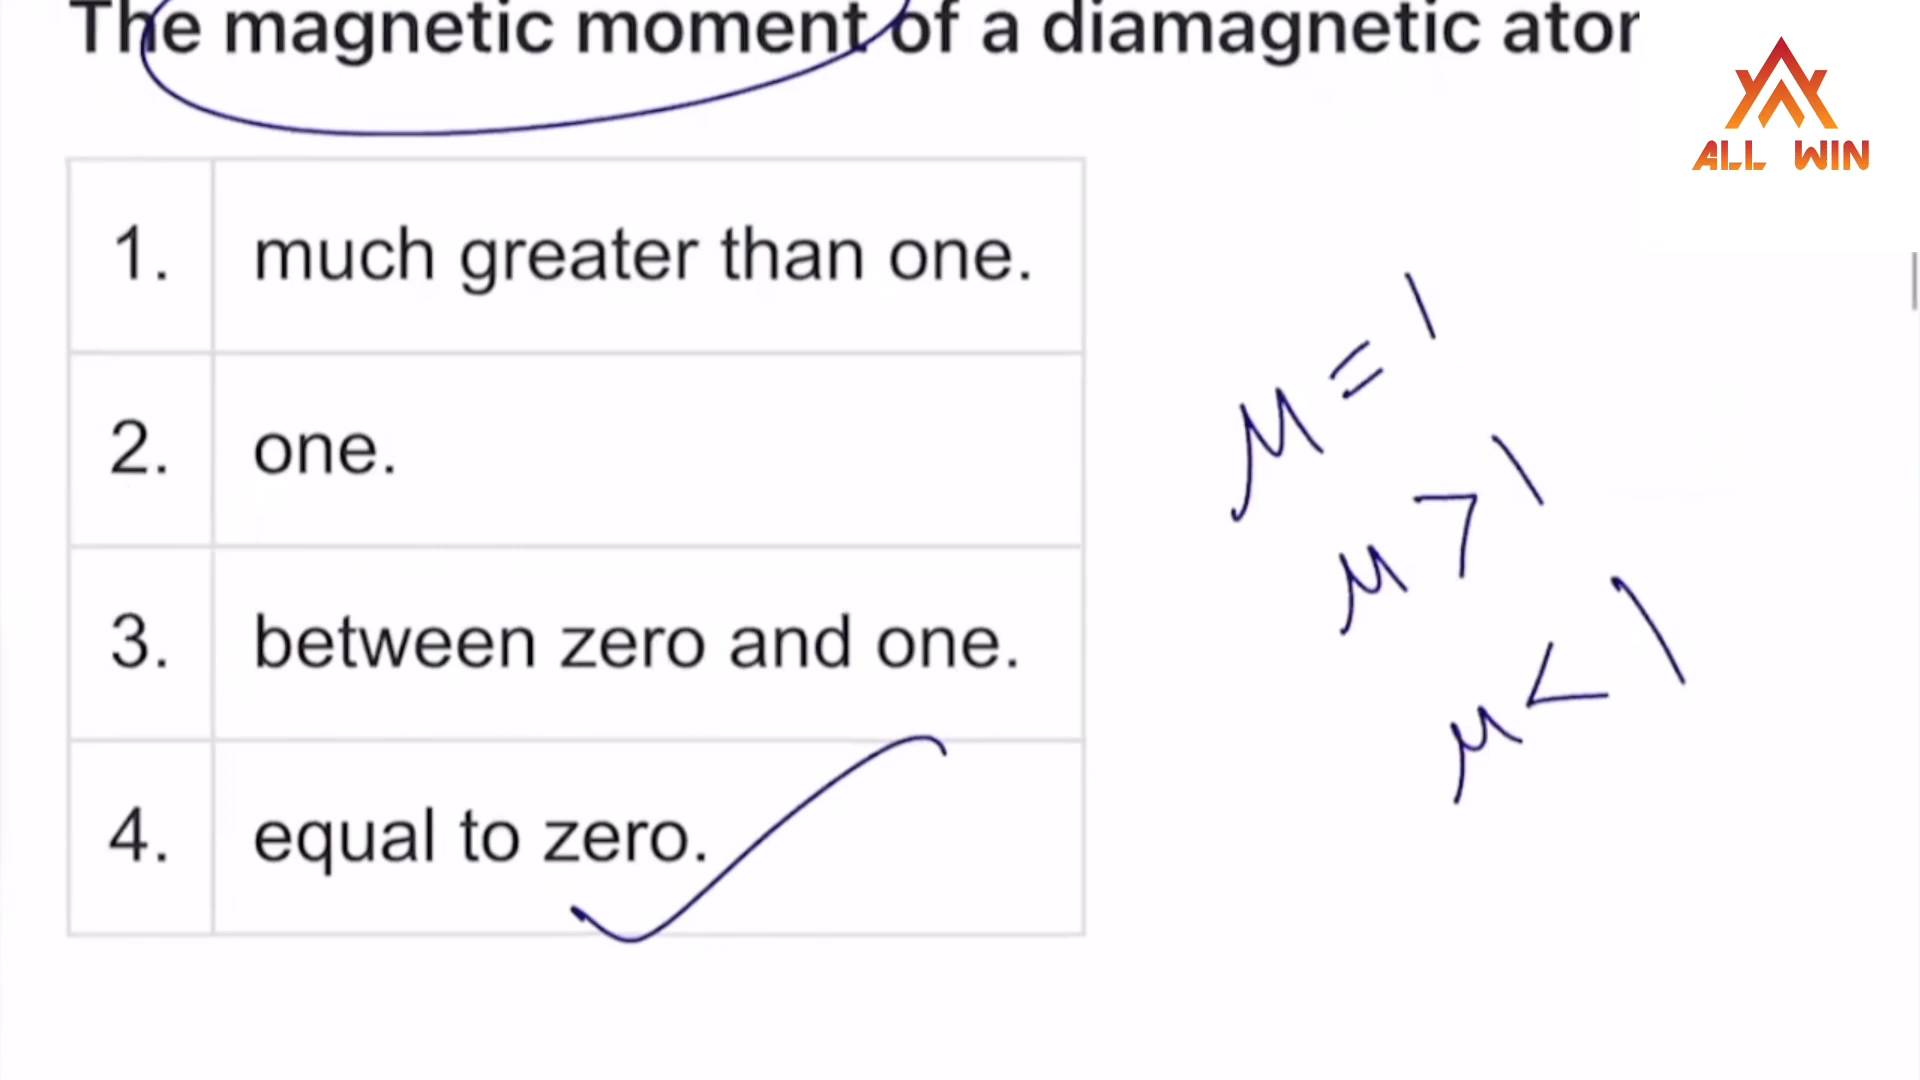 The magnetic moment of a diamagnetic ator
ALL WIN
1. much greater than one.
2. one.
3. between zero and one.
4. equal to zero.
μ = 1
μ > 1
μ < 1